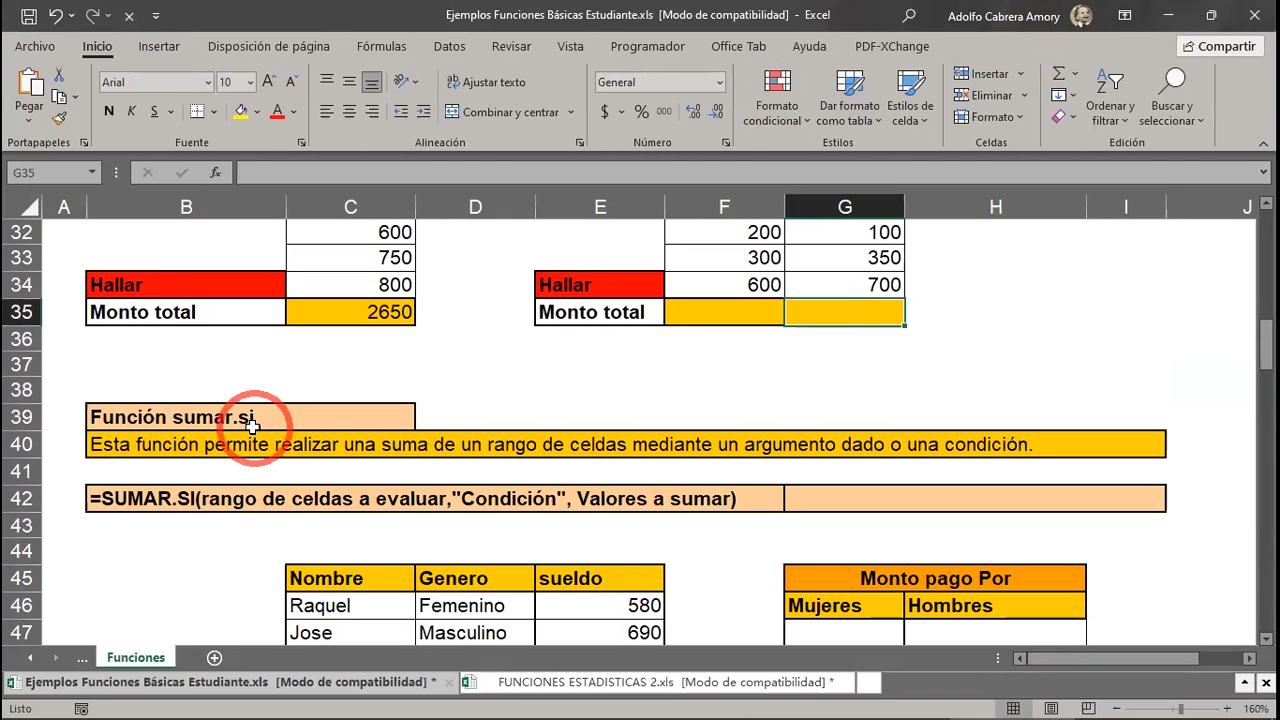 Ejemplos Funciones Básicas Estudiante.xls [Modo de compatibilidad] - Excel
Adolfo Cabrera Amory
Archivo Inicio Insertar Disposición de página Fórmulas Datos Revisar Vista Programador Office Tab Ayuda PDF-XChange Compartir
Pegar
Arial 10
N K S
Ajustar texto
Combinar y centrar
General
$ % 000
Formato condicional
Dar formato como tabla
Estilos de celda
Insertar
Eliminar
Formato
Ordenar y filtrar
Buscar y seleccionar
Portapapeles Fuente Alineación Número Estilos Celdas Edición
G35 fx
A B C D E F G H I J
32 600 200 100
33 750 300 350
34 Hallar 800 Hallar 600 700
35 Monto total 2650 Monto total
36
37
38
39 Función sumar.si
40 Esta función permite realizar una suma de un rango de celdas mediante un argumento dado o una condición.
41
42 =SUMAR.SI(rango de celdas a evaluar,"Condición", Valores a sumar)
43
44
45 Nombre Genero sueldo Monto pago Por
46 Raquel Femenino 580 Mujeres Hombres
47 Jose Masculino 690
... Funciones
Ejemplos Funciones Básicas Estudiante.xls [Modo de compatibilidad] * FUNCIONES ESTADISTICAS 2.xls [Modo de compatibilidad] *
Listo 160%